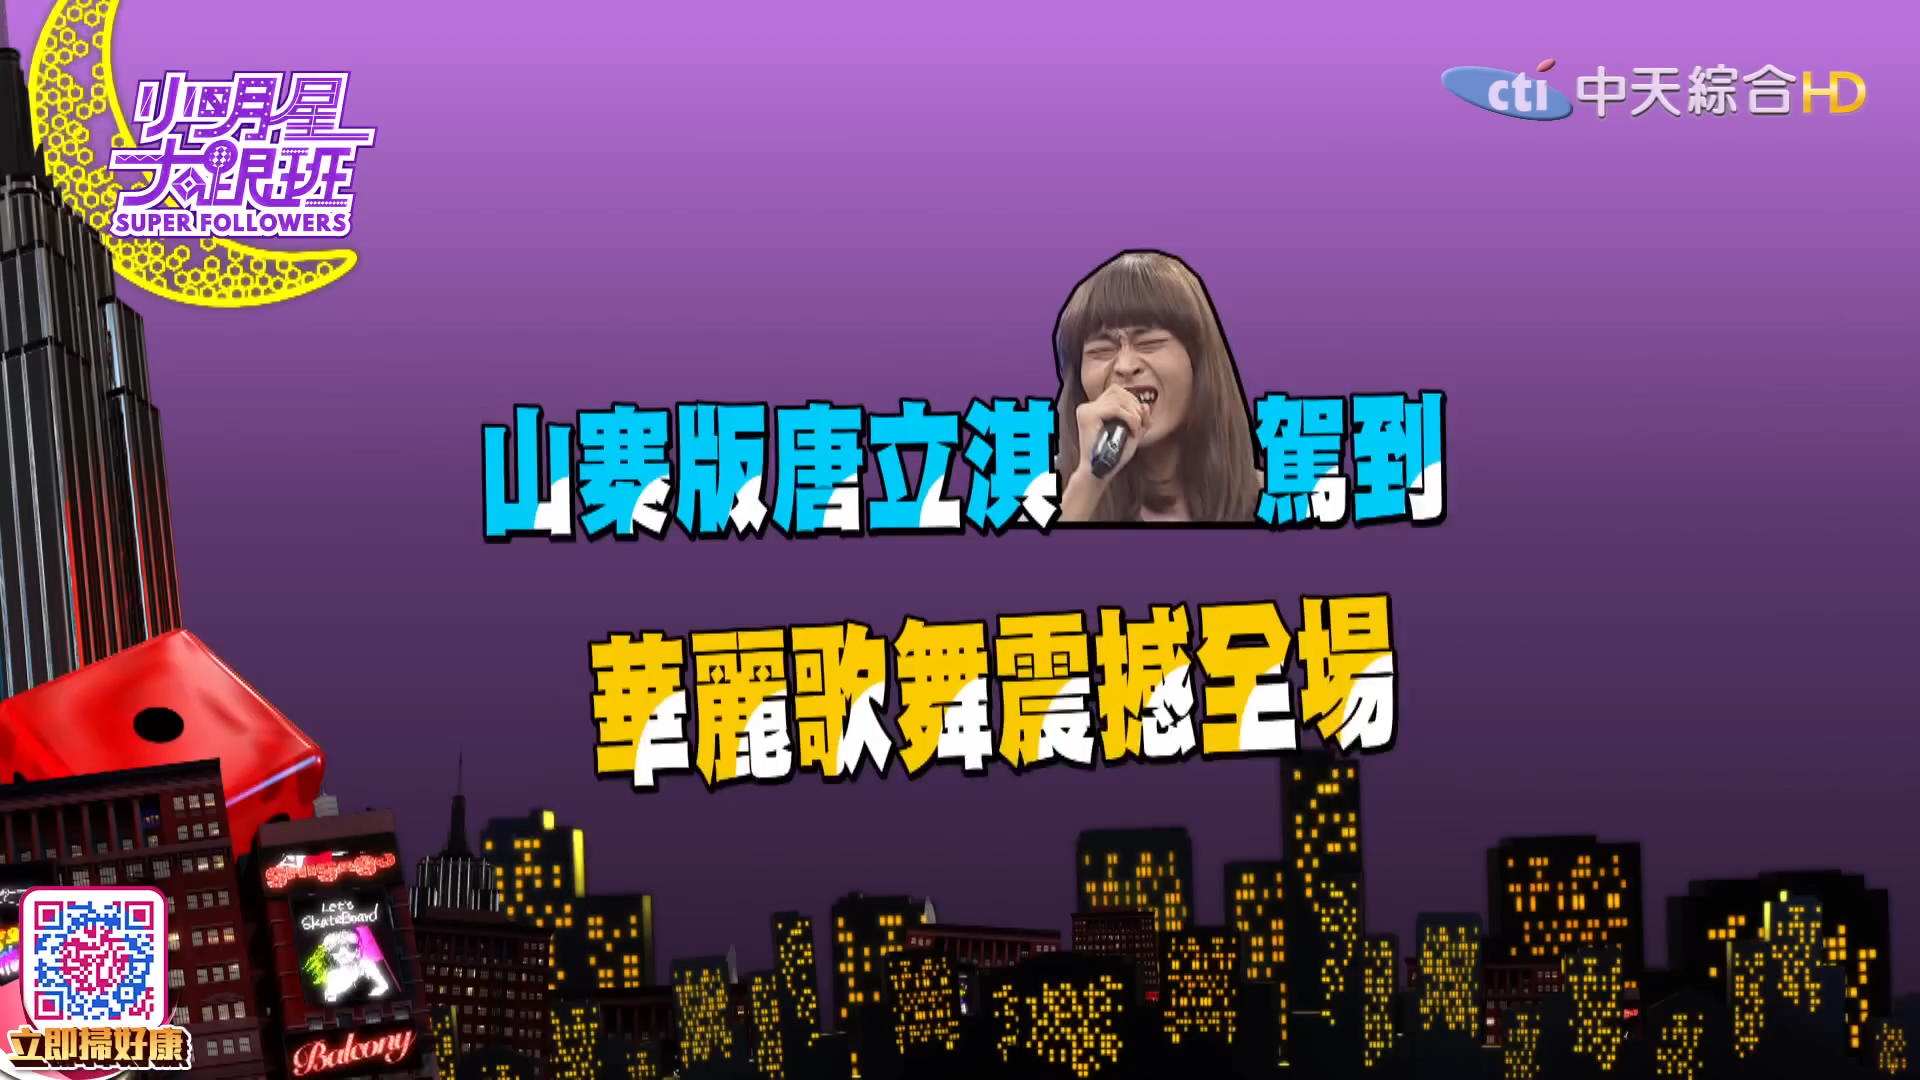 小明星
大跟班
SUPER FOLLOWERS
cti 中天綜合HD
山寨版唐立淇 駕到
華麗歌舞震撼全場
Let's
SkateBoard
Balcony
立即掃好康